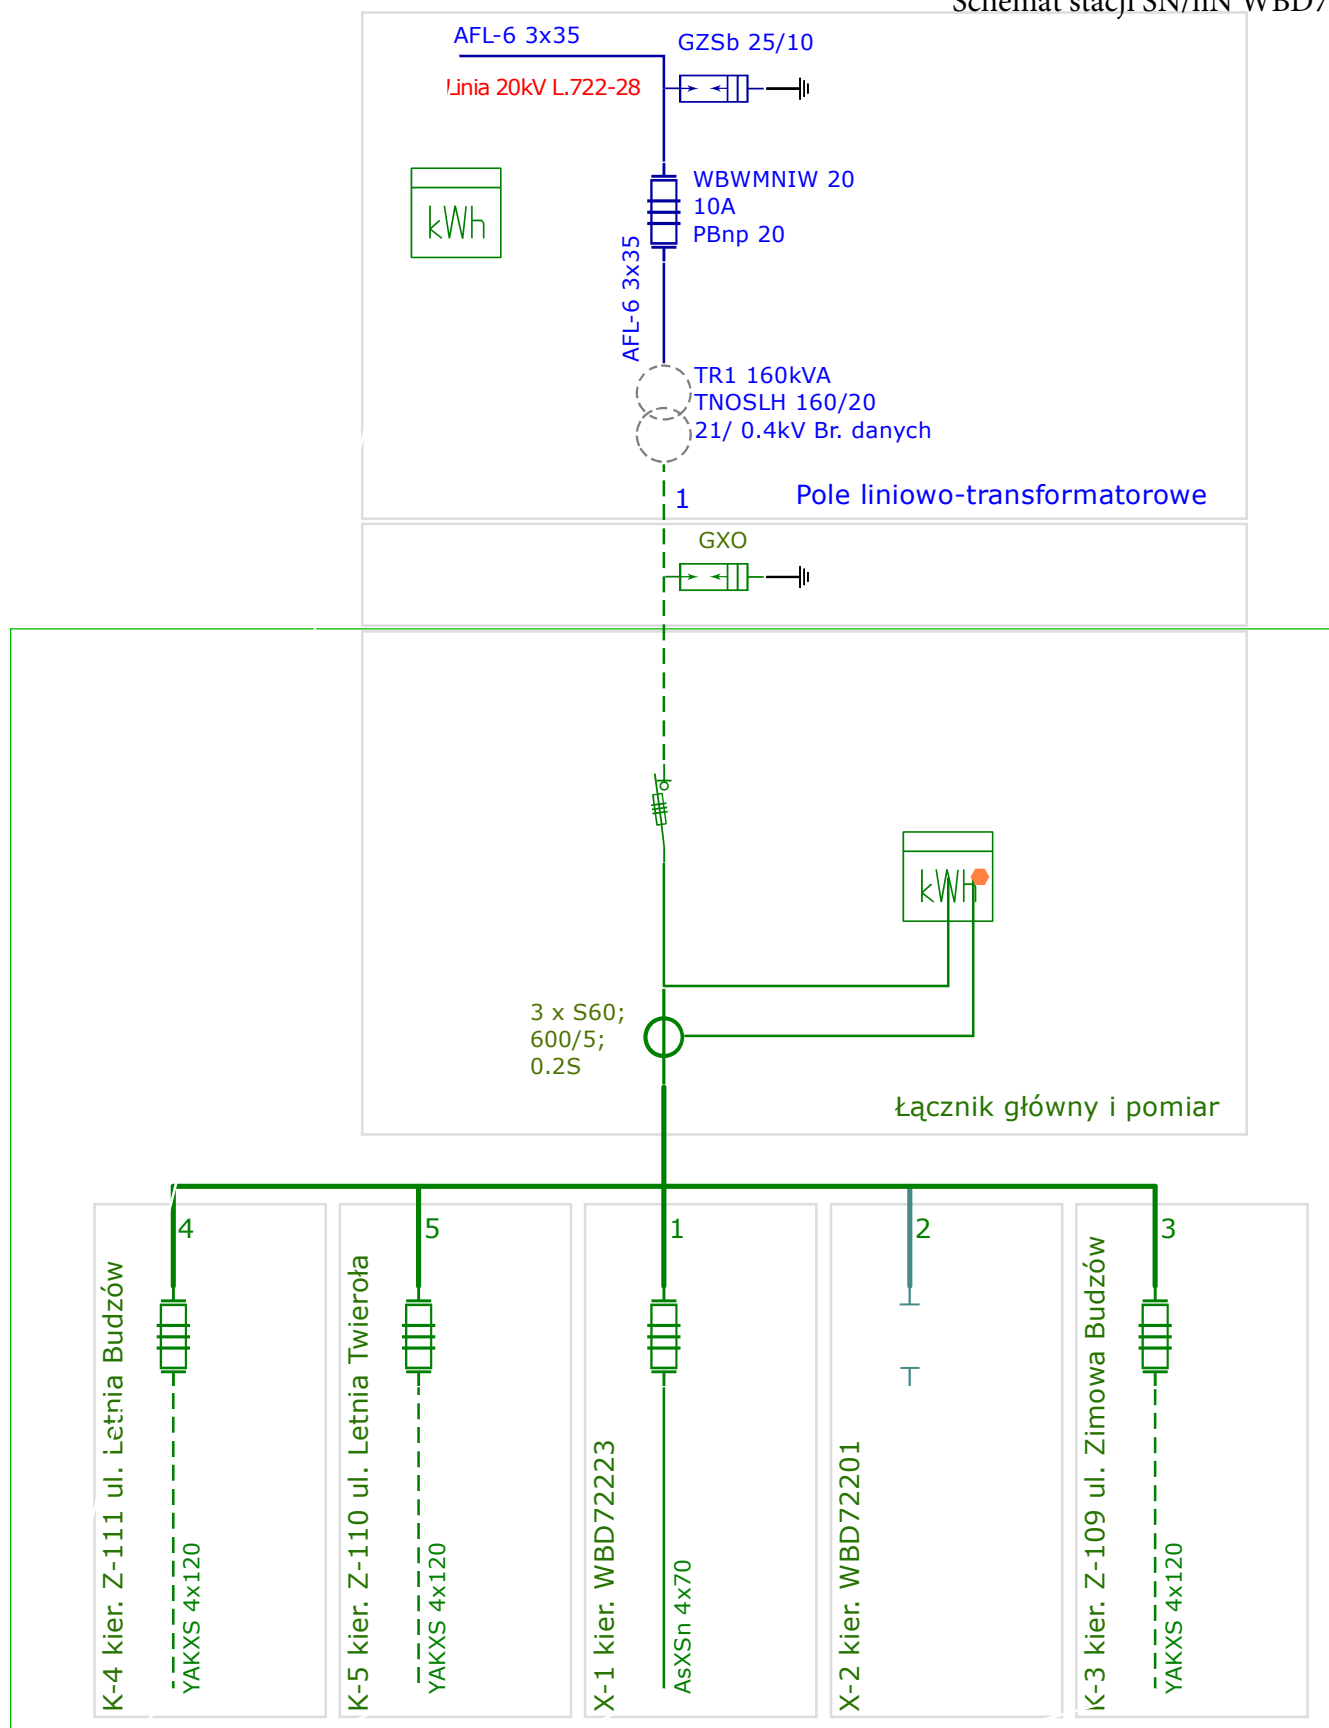 Schemat stacji SN/nN WBD7
AFL-6 3x35
GZSb 25/10
Linia 20kV L.722-28
kWh
WBWMNIW 20
10A
PBnp 20
AFL-6 3x35
TR1 160kVA
TNOSLH 160/20
21/ 0.4kV Br. danych
1
Pole liniowo-transformatorowe
GXO
kWh
3 x S60;
600/5;
0.2S
Łącznik główny i pomiar
4
K-4 kier. Z-111 ul. Letnia Budzów
YAKXS 4x120
5
K-5 kier. Z-110 ul. Letnia Twieroła
YAKXS 4x120
1
X-1 kier. WBD72223
AsXSn 4x70
2
X-2 kier. WBD72201
3
K-3 kier. Z-109 ul. Zimowa Budzów
YAKXS 4x120